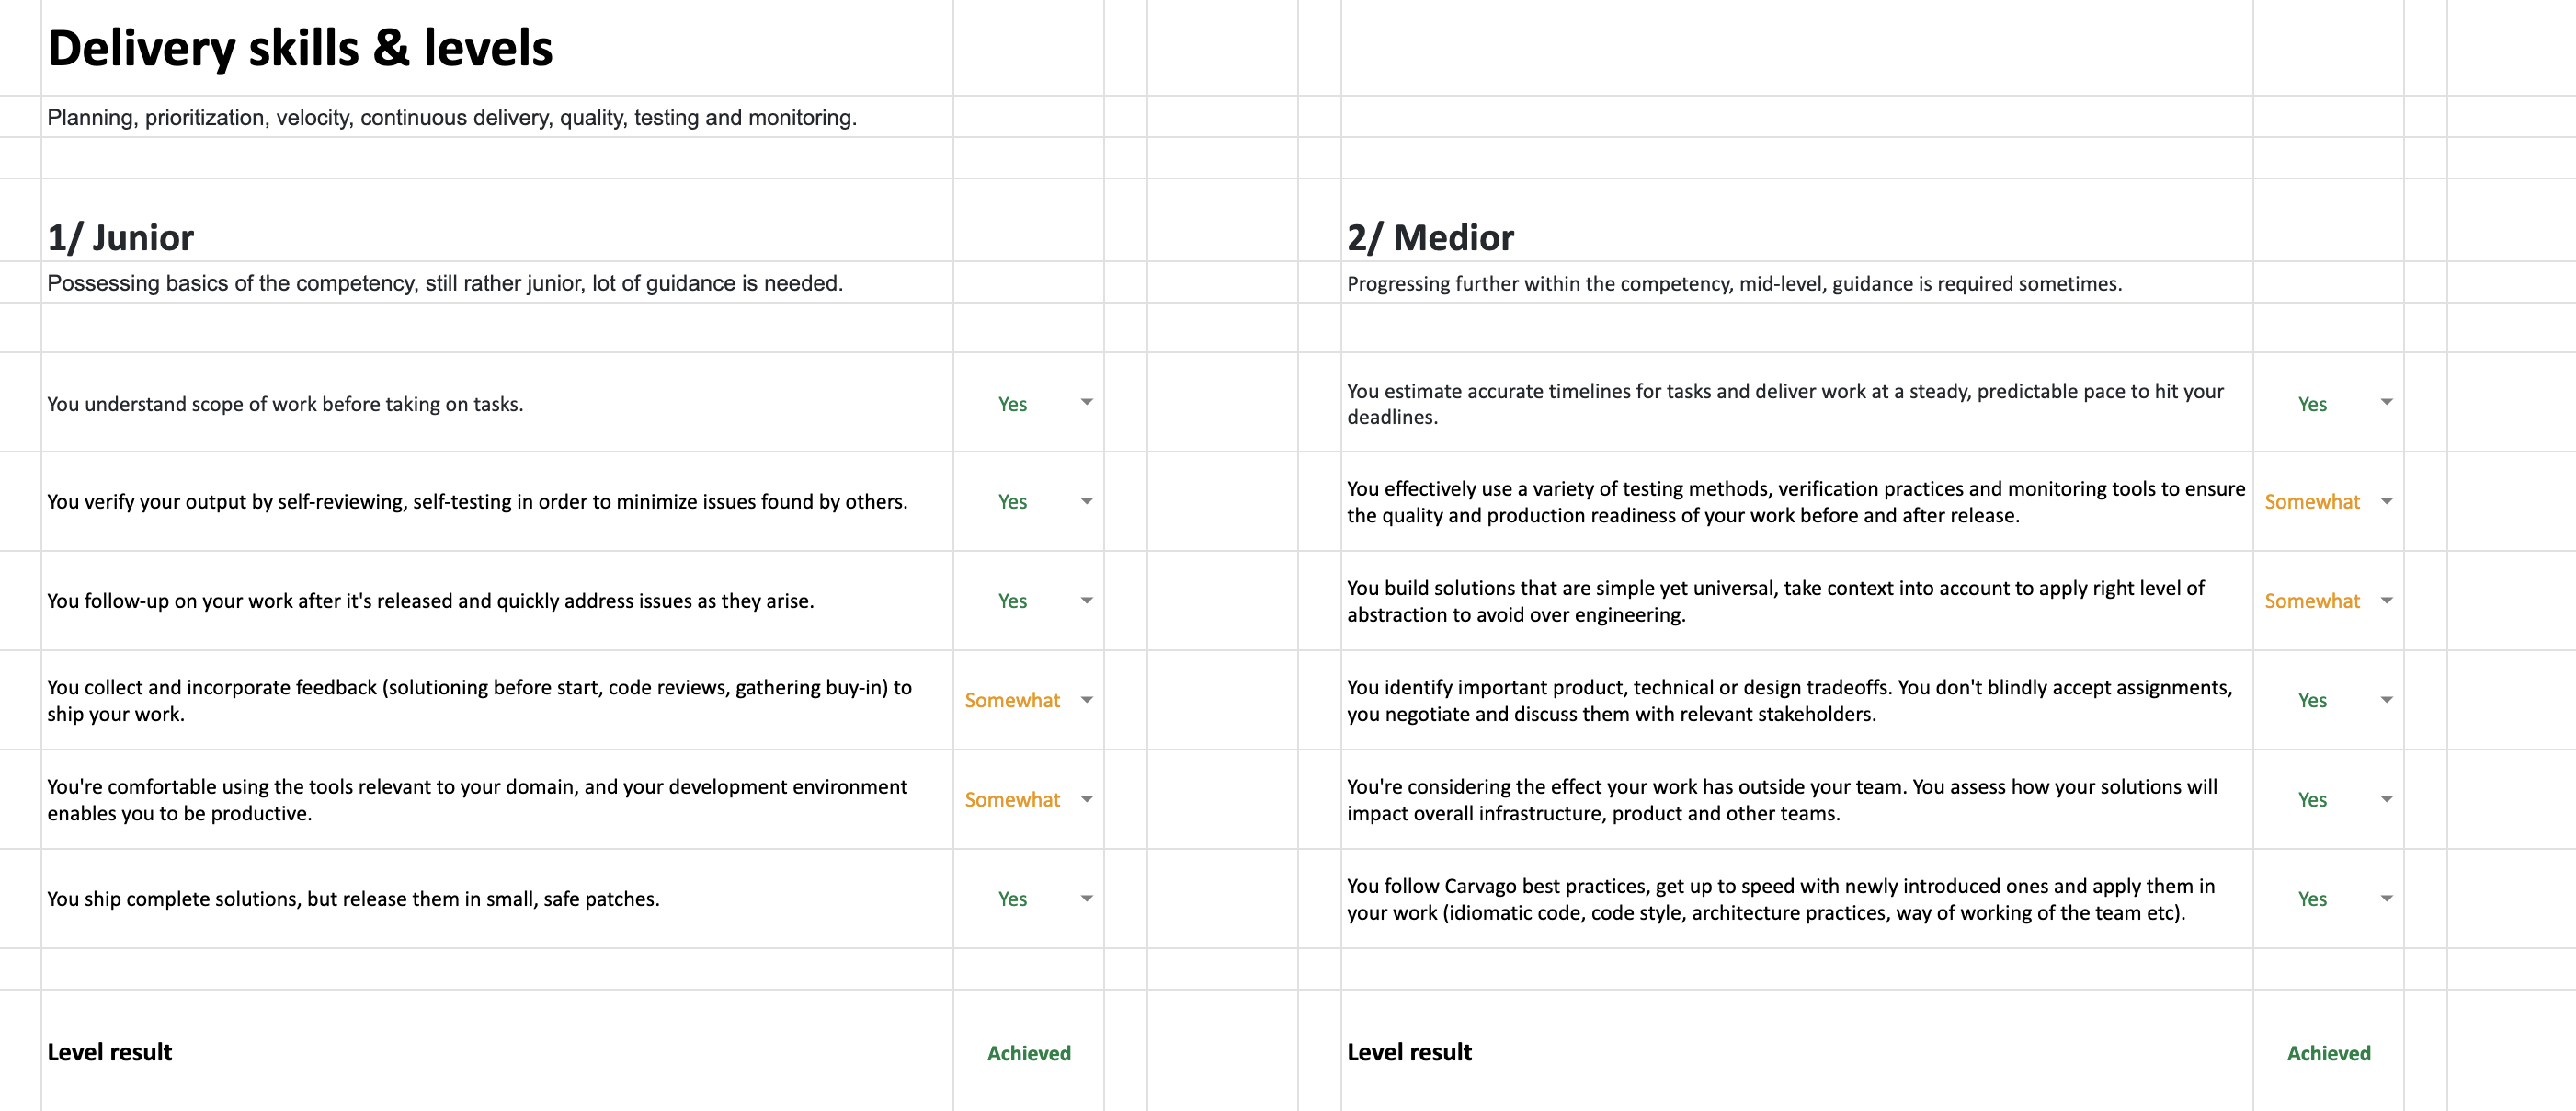 Delivery skills & levels
Planning, prioritization, velocity, continuous delivery, quality, testing and monitoring.
1/ Junior
Possessing basics of the competency, still rather junior, lot of guidance is needed.
You understand scope of work before taking on tasks.
Yes
You verify your output by self-reviewing, self-testing in order to minimize issues found by others.
Yes
You follow-up on your work after it's released and quickly address issues as they arise.
Yes
You collect and incorporate feedback (solutioning before start, code reviews, gathering buy-in) to
ship your work.
Somewhat
You're comfortable using the tools relevant to your domain, and your development environment
enables you to be productive.
Somewhat
You ship complete solutions, but release them in small, safe patches.
Yes
Level result
Achieved
2/ Medior
Progressing further within the competency, mid-level, guidance is required sometimes.
You estimate accurate timelines for tasks and deliver work at a steady, predictable pace to hit your
deadlines.
Yes
You effectively use a variety of testing methods, verification practices and monitoring tools to ensure
the quality and production readiness of your work before and after release.
Somewhat
You build solutions that are simple yet universal, take context into account to apply right level of
abstraction to avoid over engineering.
Somewhat
You identify important product, technical or design tradeoffs. You don't blindly accept assignments,
you negotiate and discuss them with relevant stakeholders.
Yes
You're considering the effect your work has outside your team. You assess how your solutions will
impact overall infrastructure, product and other teams.
Yes
You follow Carvago best practices, get up to speed with newly introduced ones and apply them in
your work (idiomatic code, code style, architecture practices, way of working of the team etc).
Yes
Level result
Achieved